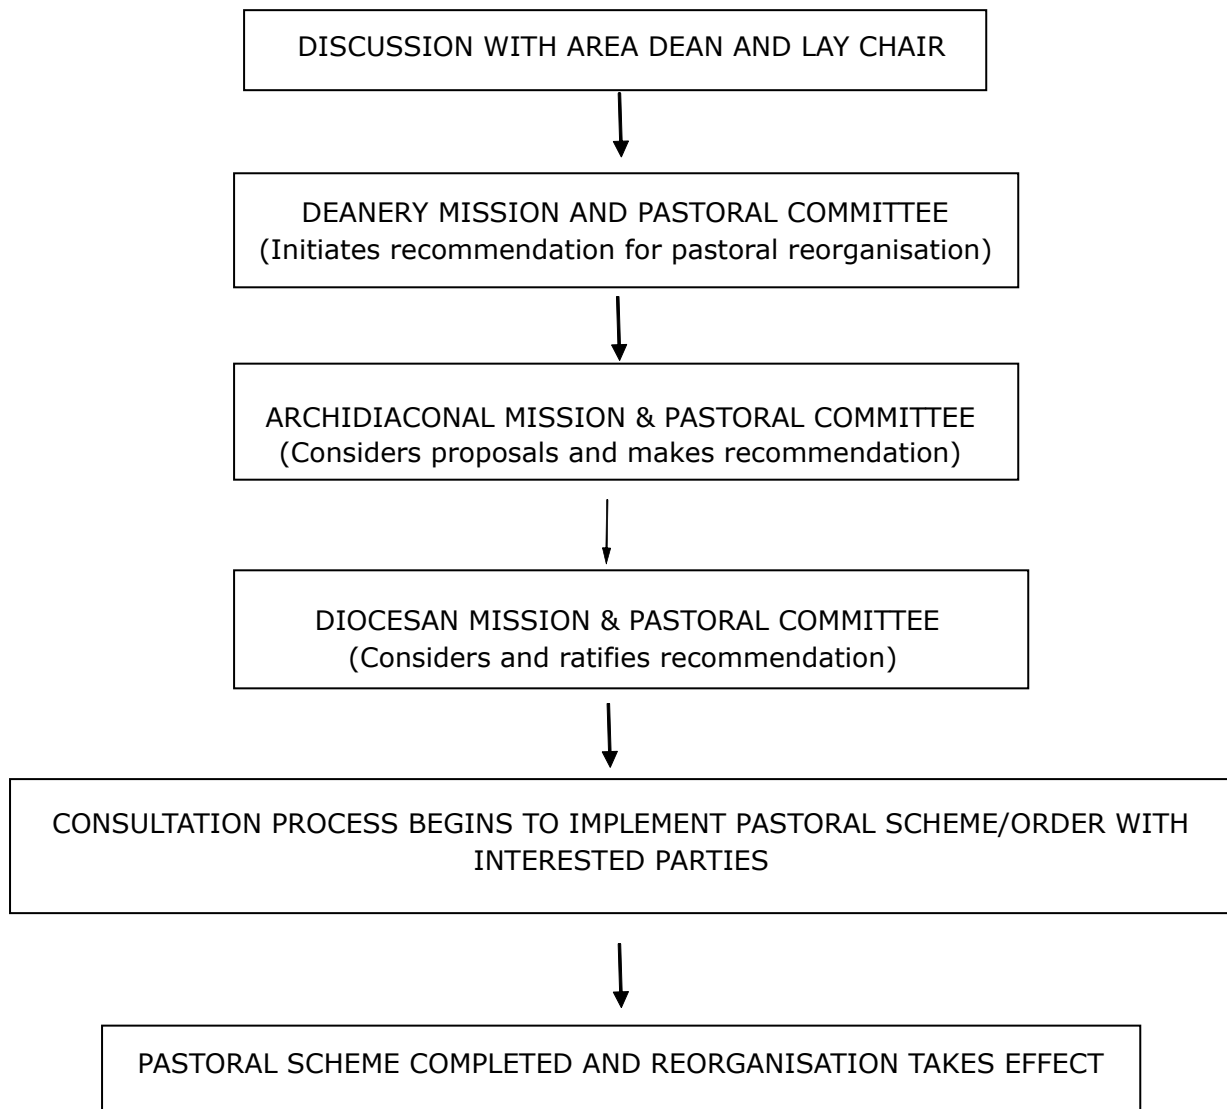 DISCUSSION WITH AREA DEAN AND LAY CHAIR
DEANERY MISSION AND PASTORAL COMMITTEE
(Initiates recommendation for pastoral reorganisation)
ARCHIDIACONAL MISSION & PASTORAL COMMITTEE
(Considers proposals and makes recommendation)
DIOCESAN MISSION & PASTORAL COMMITTEE
(Considers and ratifies recommendation)
CONSULTATION PROCESS BEGINS TO IMPLEMENT PASTORAL SCHEME/ORDER WITH
INTERESTED PARTIES
PASTORAL SCHEME COMPLETED AND REORGANISATION TAKES EFFECT